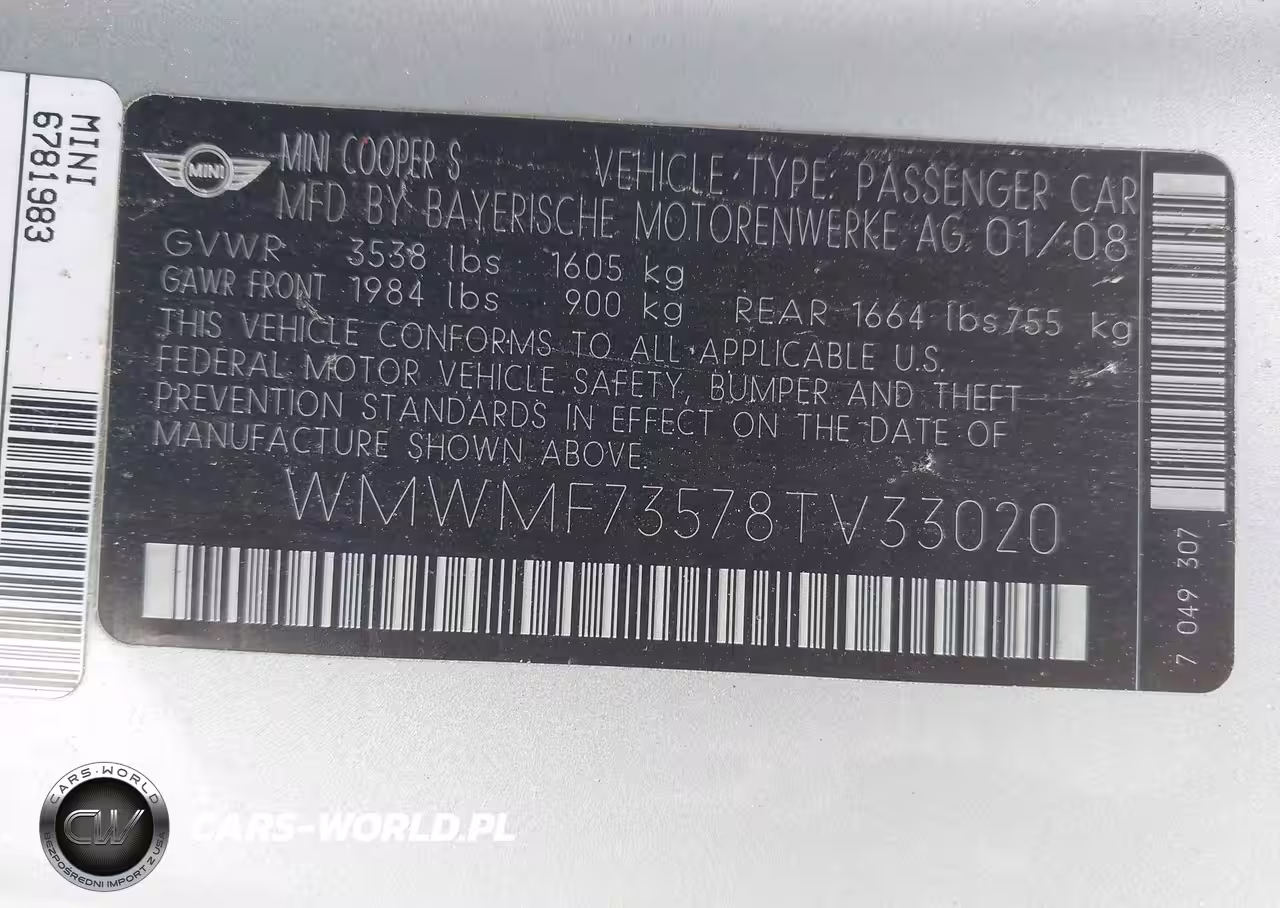 MINI
67819 83
MINI
MINI COOPER S VEHICLE TYPE: PASSENGER CAR
MFD BY BAYERISCHE MOTORENWERKE AG 01/08
GVWR 3538 lbs 1605 kg
GAWR FRONT 1984 lbs 900 kg REAR 1664 lbs 755 kg
THIS VEHICLE CONFORMS TO ALL APPLICABLE U.S.
FEDERAL MOTOR VEHICLE SAFETY, BUMPER AND THEFT
PREVENTION STANDARDS IN EFFECT ON THE DATE OF
MANUFACTURE SHOWN ABOVE.
WMWMF73578TV33020
7 049 307
CARS-WORLD
CW
BEZPOŚREDNI IMPORT Z USA
CARS-WORLD.PL